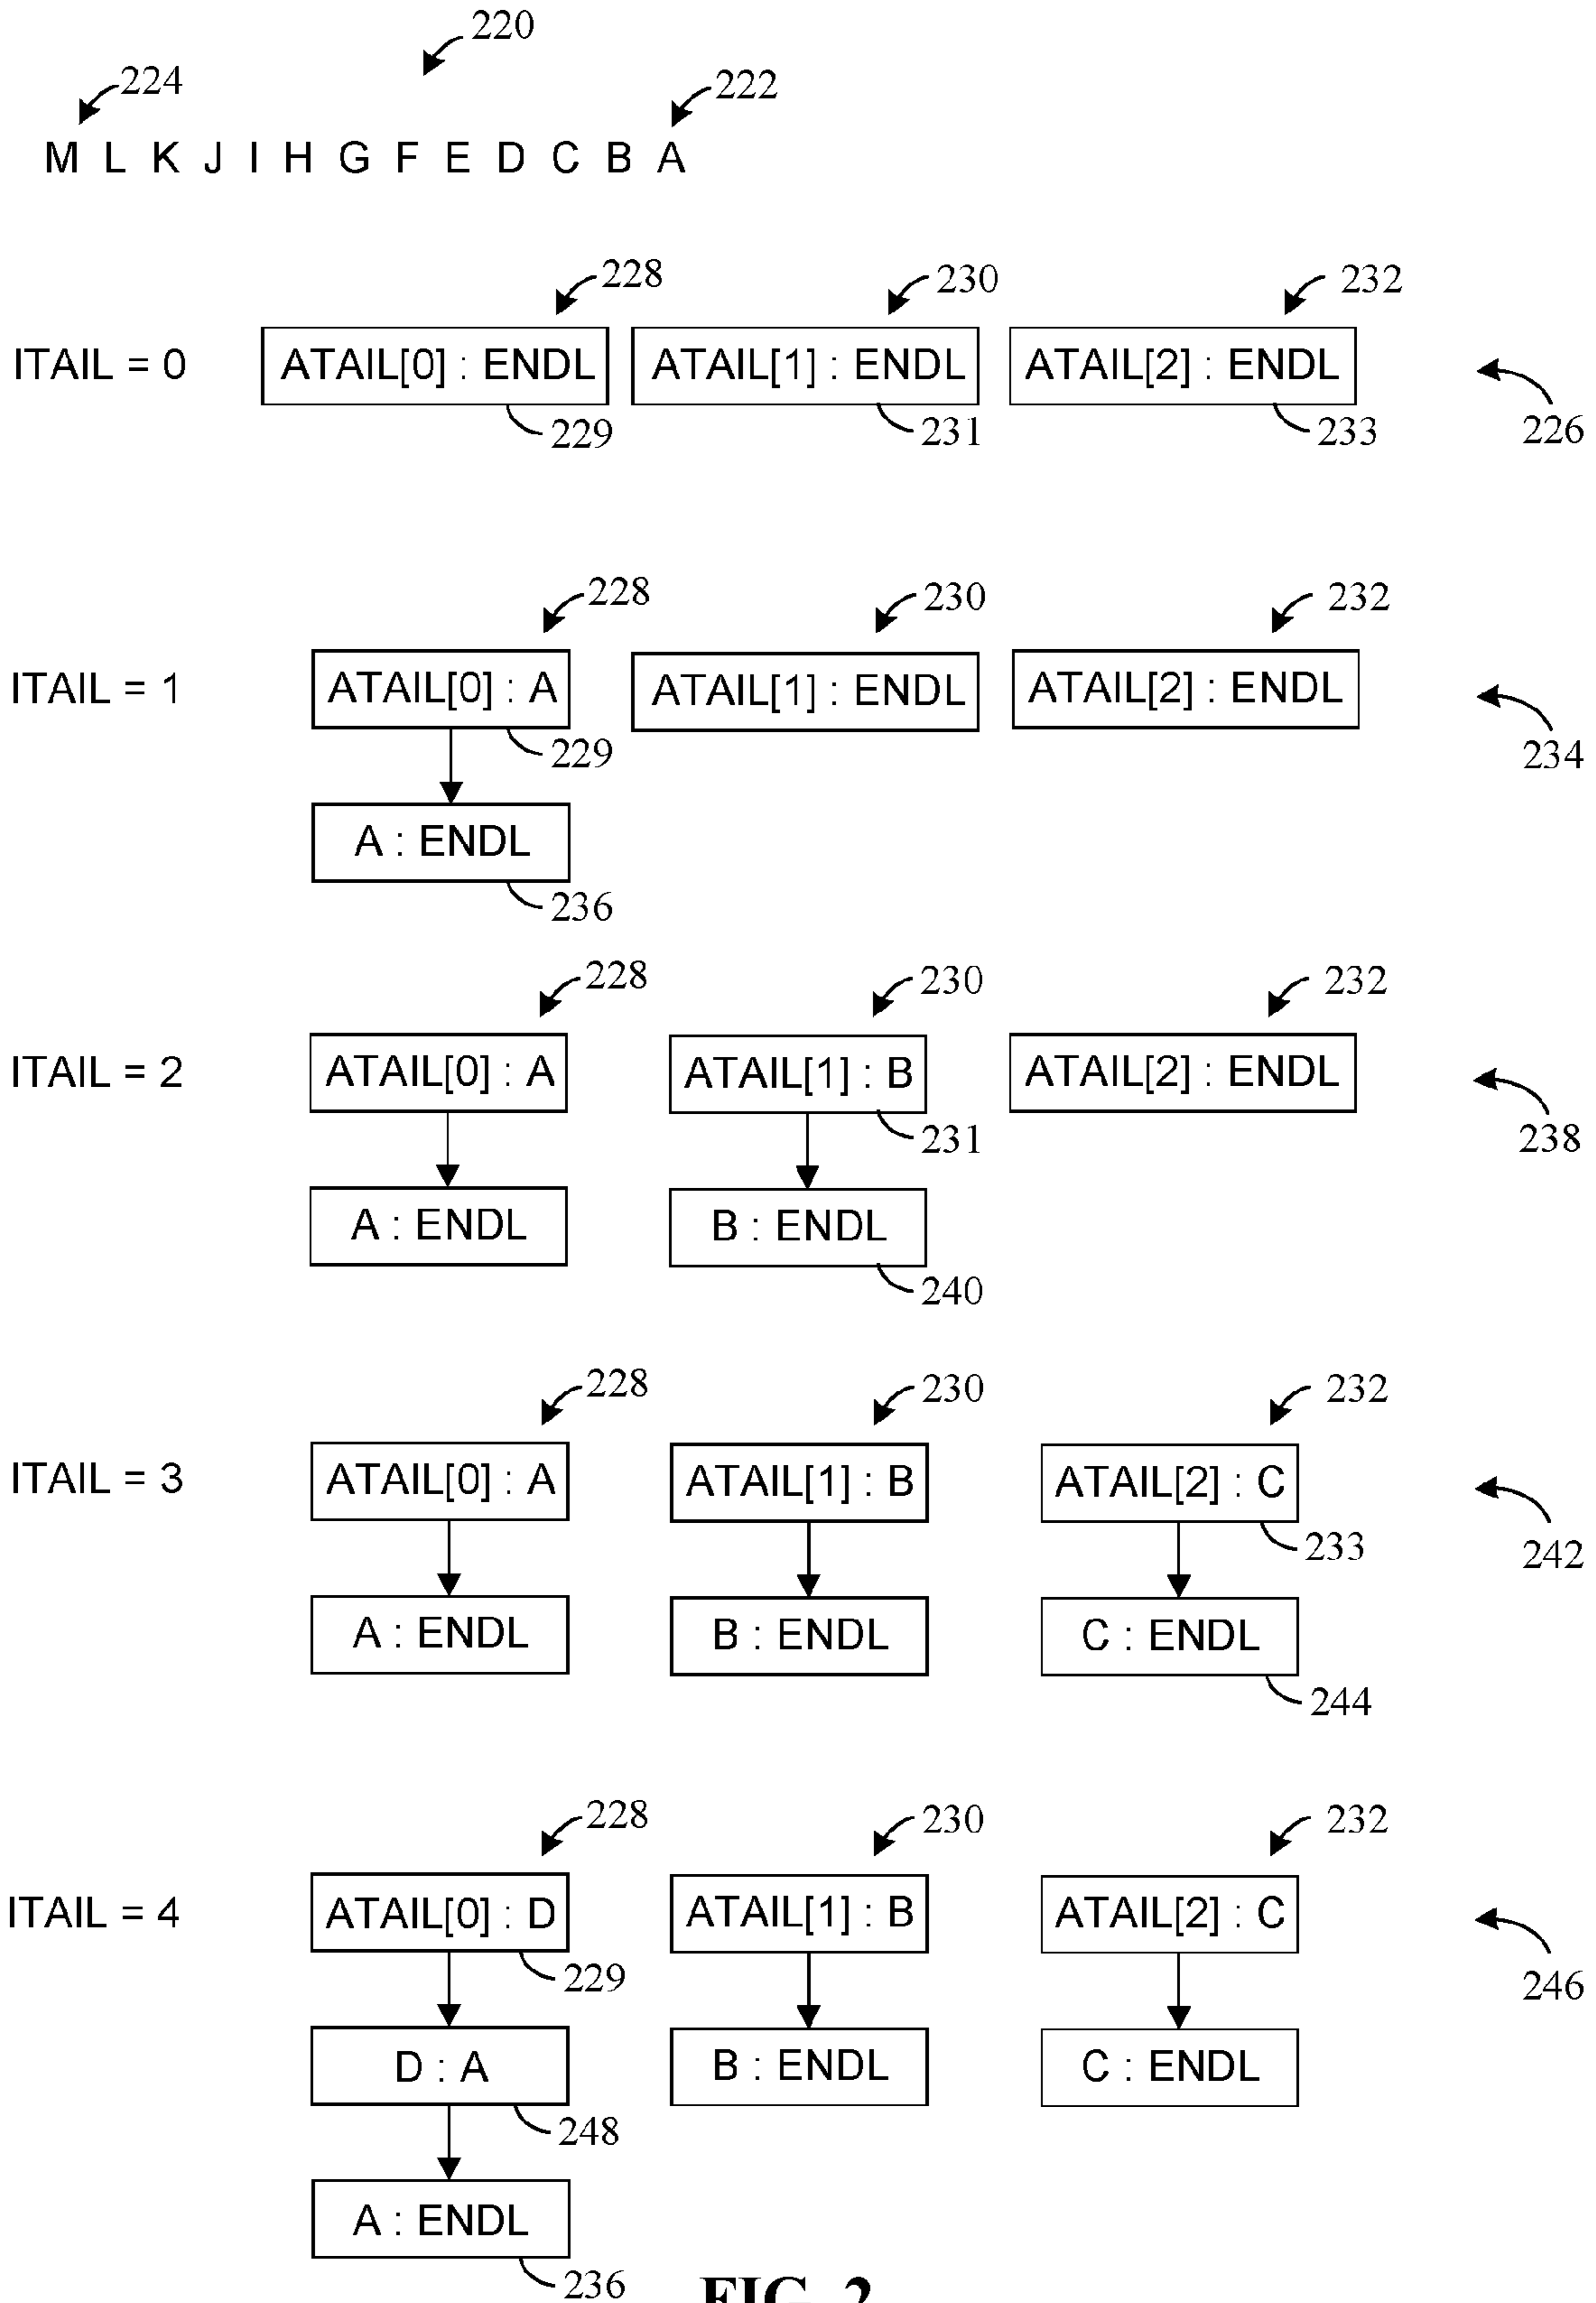 220
224
222
M L K J I H G F E D C B A
228 230 232
ITAIL = 0 ATAIL[0] : ENDL ATAIL[1] : ENDL ATAIL[2] : ENDL
229 231 233 226
228 230 232
ITAIL = 1 ATAIL[0] : A ATAIL[1] : ENDL ATAIL[2] : ENDL
229 234
A : ENDL
236
228 230 232
ITAIL = 2 ATAIL[0] : A ATAIL[1] : B ATAIL[2] : ENDL
231 238
A : ENDL B : ENDL
240
228 230 232
ITAIL = 3 ATAIL[0] : A ATAIL[1] : B ATAIL[2] : C
233 242
A : ENDL B : ENDL C : ENDL
244
228 230 232
ITAIL = 4 ATAIL[0] : D ATAIL[1] : B ATAIL[2] : C
229 246
D : A B : ENDL C : ENDL
248
A : ENDL
236
FIG. 2